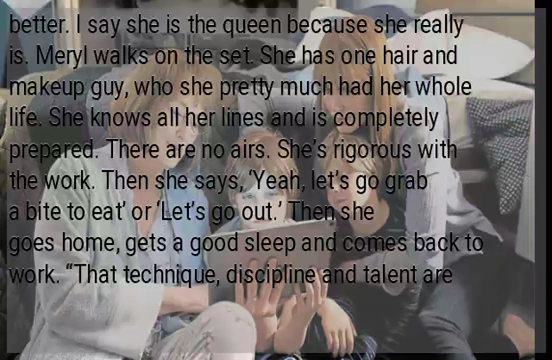 better. I say she is the queen because she really
is. Meryl walks on the set. She has one hair and
makeup guy, who she pretty much had her whole
life. She knows all her lines and is completely
prepared. There are no airs. She's rigorous with
the work. Then she says, ‘Yeah, let's go grab
a bite to eat’ or ‘Let's go out.’ Then she
goes home, gets a good sleep and comes back to
work. “That technique, discipline and talent are